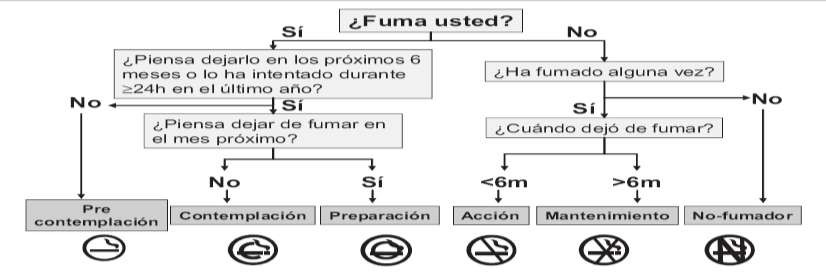 ¿Fuma usted?
Sí
No
¿Piensa dejarlo en los próximos 6
meses o lo ha intentado durante
≥24h en el último año?
¿Ha fumado alguna vez?
No
Sí
Sí
No
¿Piensa dejar de fumar en
el mes próximo?
¿Cuándo dejó de fumar?
No
Sí
<6m
>6m
Pre
contemplación
Contemplación
Preparación
Acción
Mantenimiento
No-fumador